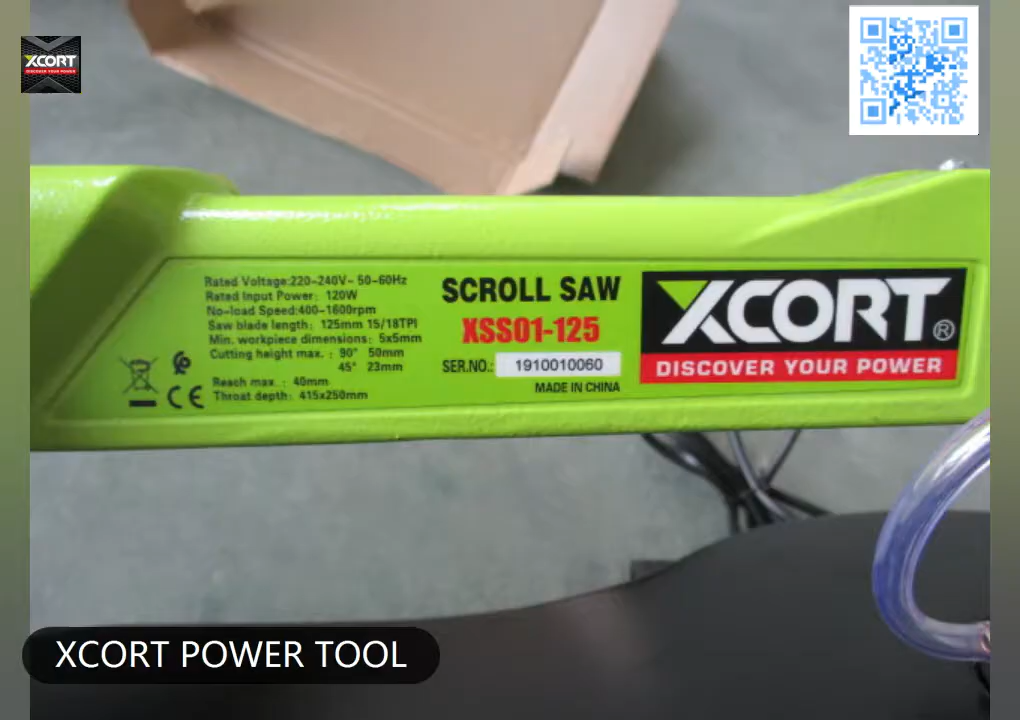 XCORT
DISCOVER YOUR POWER
Rated Voltage:220-240V~ 50-60Hz
Rated Input Power: 120W
No-load Speed:400-1600rpm
Saw blade length: 125mm 15/18TPI
Min. workpiece dimensions: 5x5mm
Cutting height max. : 90° 50mm
45° 23mm
Reach max. : 40mm
Throat depth: 415x250mm
CE
SCROLL SAW
XSS01-125
SER.NO.: 1910010060
MADE IN CHINA
XCORT®
DISCOVER YOUR POWER
XCORT POWER TOOL